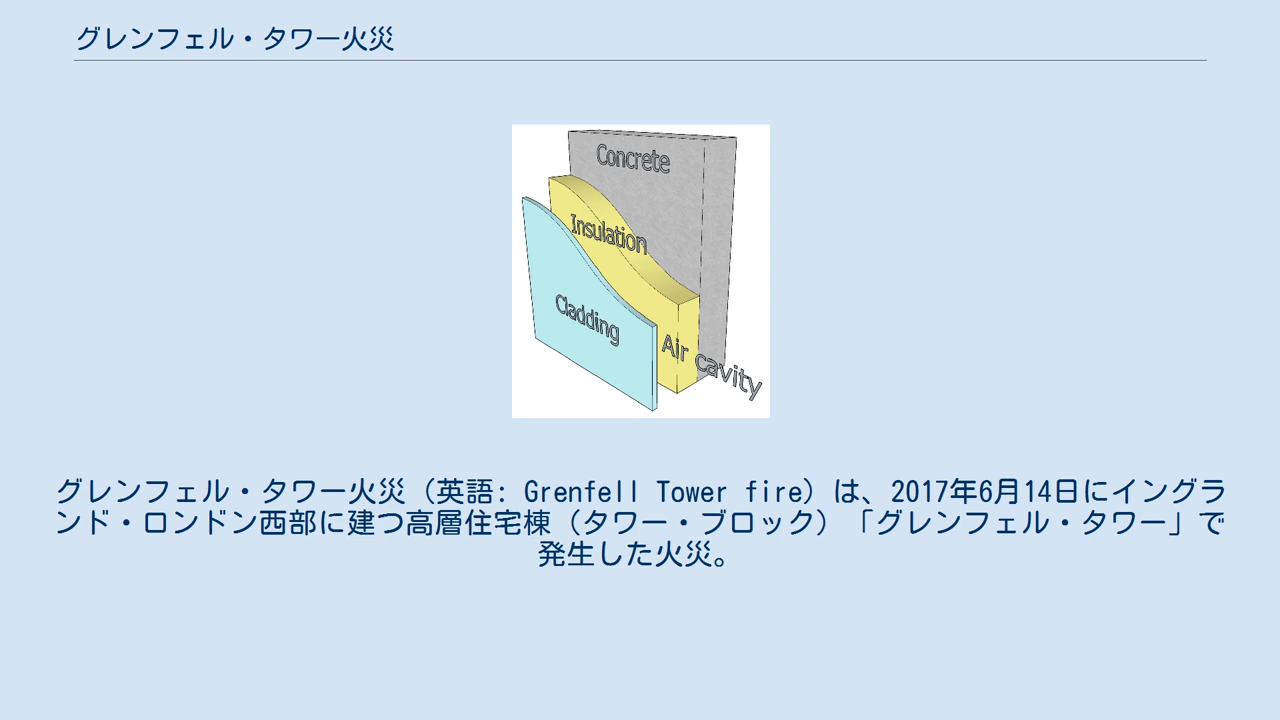 グレンフェル・タワー火災
Concrete
Insulation
Cladding
Air cavity
グレンフェル・タワー火災（英語: Grenfell Tower fire）は、2017年6月14日にイングラ
ンド・ロンドン西部に建つ高層住宅棟（タワー・ブロック）「グレンフェル・タワー」で
発生した火災。